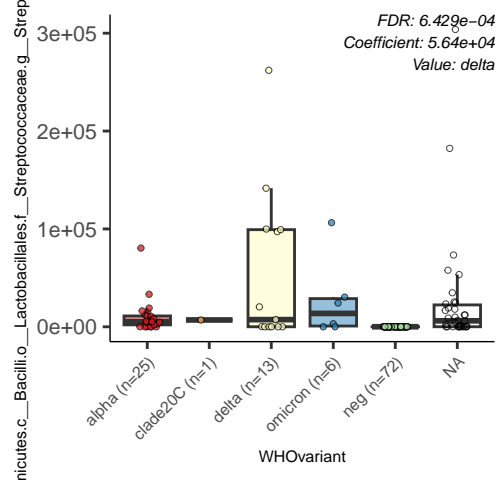 FDR: 6.429e−04
Coefficient: 5.64e+04
Value: delta
3e+05
2e+05
1e+05
0e+00
nicutes.c__Bacilli.o__Lactobacillales.f__Streptococcaceae.g__Strep
alpha (n=25)
clade20C (n=1)
delta (n=13)
omicron (n=6)
neg (n=72)
NA
WHOvariant